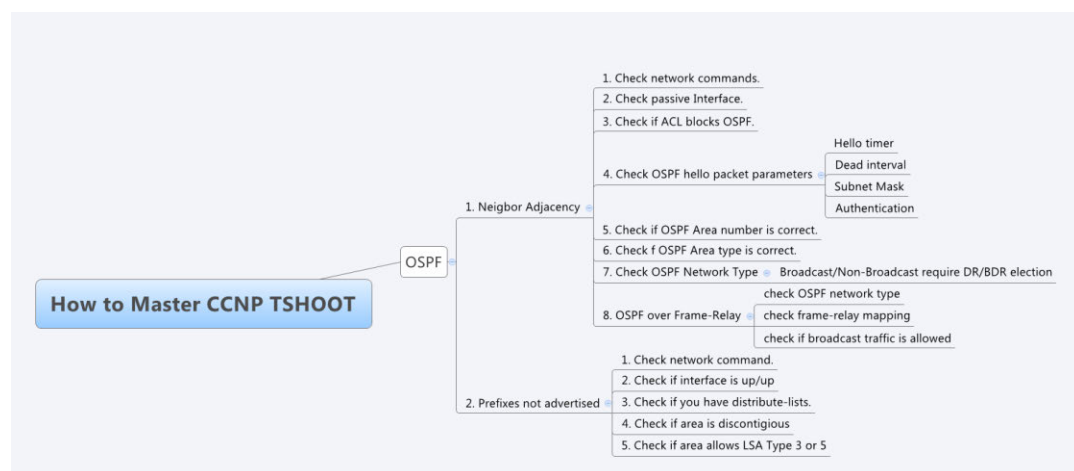 How to Master CCNP TSHOOT
OSPF
1. Neigbor Adjacency
1. Check network commands.
2. Check passive Interface.
3. Check if ACL blocks OSPF.
4. Check OSPF hello packet parameters
Hello timer
Dead interval
Subnet Mask
Authentication
5. Check if OSPF Area number is correct.
6. Check f OSPF Area type is correct.
7. Check OSPF Network Type
Broadcast/Non-Broadcast require DR/BDR election
8. OSPF over Frame-Relay
check OSPF network type
check frame-relay mapping
check if broadcast traffic is allowed
2. Prefixes not advertised
1. Check network command.
2. Check if interface is up/up
3. Check if you have distribute-lists.
4. Check if area is discontigious
5. Check if area allows LSA Type 3 or 5